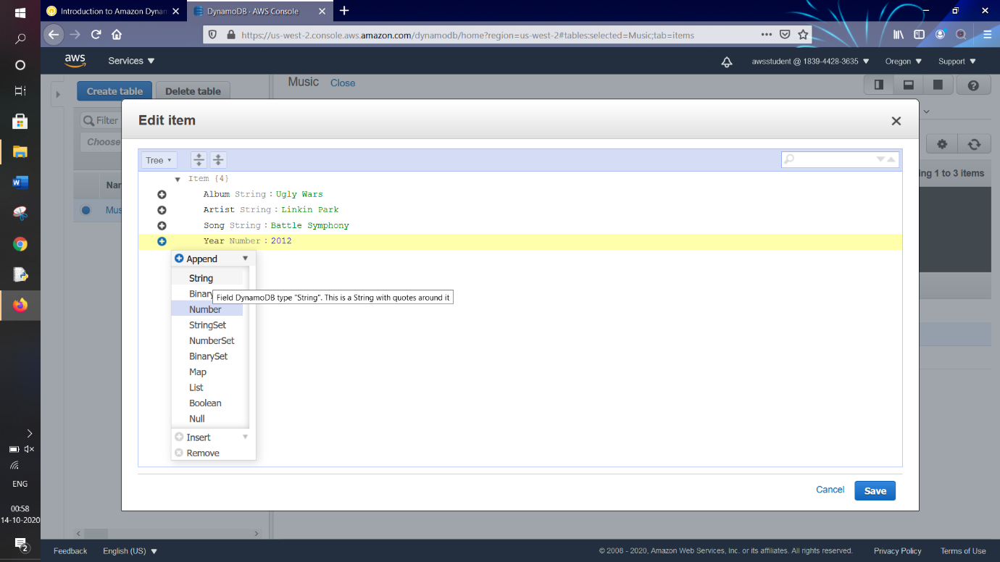 Introduction to Amazon Dynam
DynamoDB · AWS Console
https://us-west-2.console.aws.amazon.com/dynamodb/home?region=us-west-2#tables:selected=Music;tab=items
aws
Services
awsstudent @ 1839-4428-3635
Oregon
Support
Create table
Delete table
Music
Close
Filter
Choose
Nar
Mus
ing 1 to 3 items
Edit item
Tree
Item {4}
Album String : Ugly Wars
Artist String : Linkin Park
Song String : Battle Symphony
Year Number : 2012
Append
String
Binary
Field DynamoDB type "String". This is a String with quotes around it
Number
StringSet
NumberSet
BinarySet
Map
List
Boolean
Null
Insert
Remove
Cancel
Save
ENG
00:58
14-10-2020
2
Feedback
English (US)
© 2008 - 2020, Amazon Web Services, Inc. or its affiliates. All rights reserved.
Privacy Policy
Terms of Use